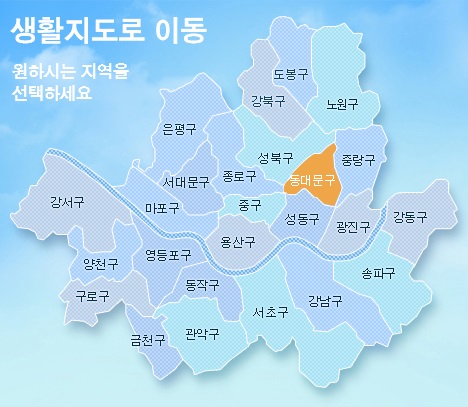 생활지도로 이동
원하시는 지역을
선택하세요
도봉구
강북구
노원구
은평구
성북구
중랑구
동대문구
서대문구
종로구
강서구
마포구
중구
성동구
광진구
강동구
용산구
양천구
영등포구
송파구
구로구
동작구
강남구
서초구
금천구
관악구